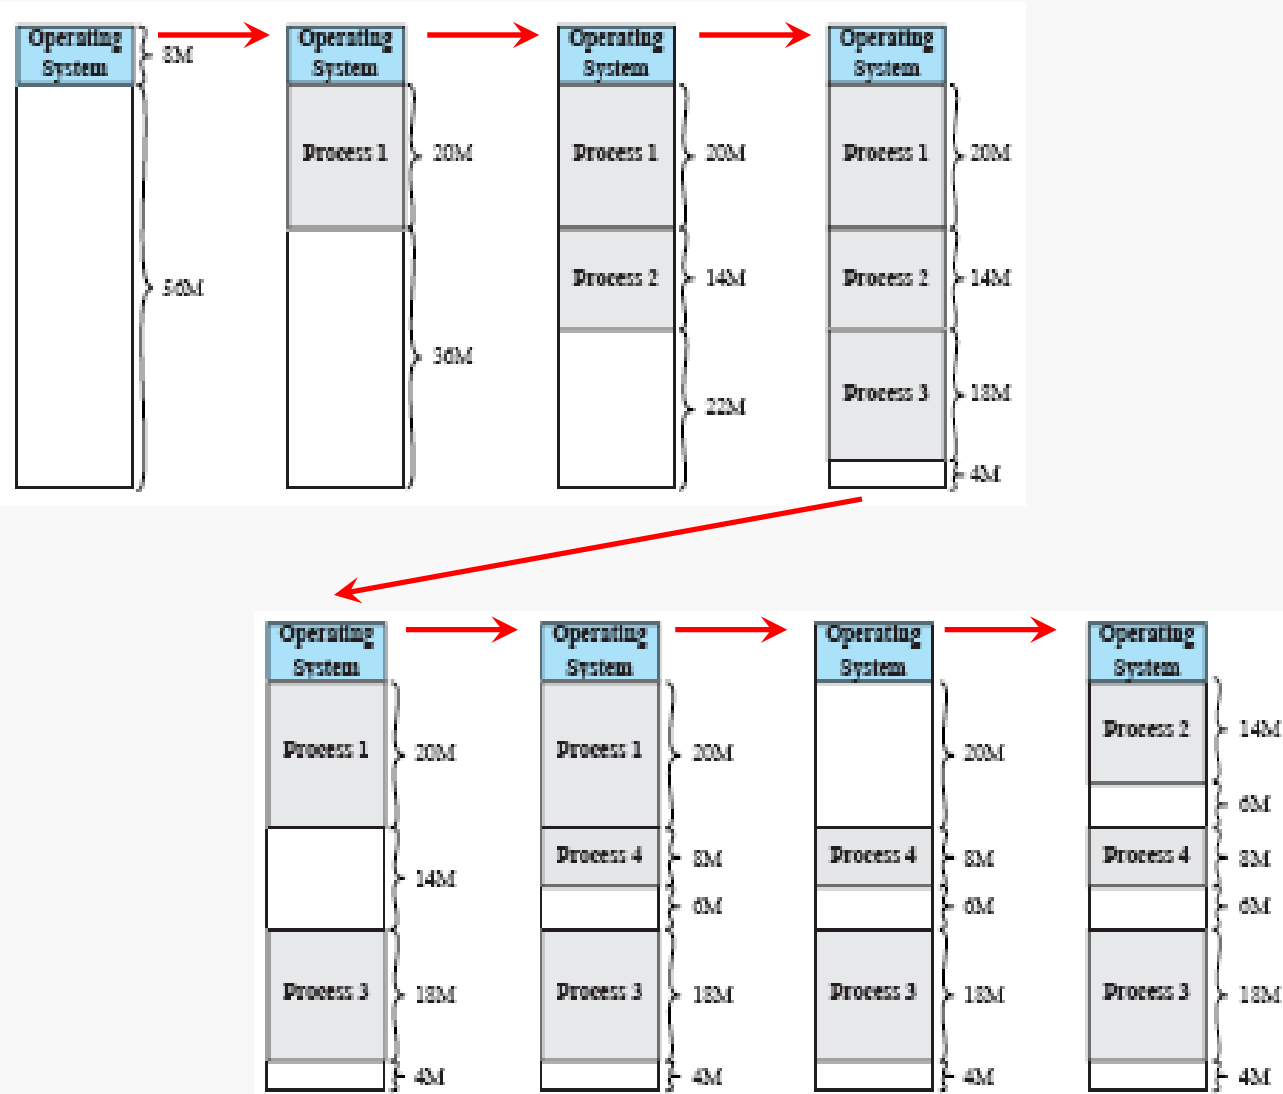 Operating
System
8M
56M
Operating
System
Process 1
20M
36M
Operating
System
Process 1
20M
Process 2
14M
22M
Operating
System
Process 1
20M
Process 2
14M
Process 3
18M
4M
Operating
System
Process 1
20M
14M
Process 3
18M
4M
Operating
System
Process 1
20M
Process 4
8M
6M
Process 3
18M
4M
Operating
System
20M
Process 4
8M
6M
Process 3
18M
4M
Operating
System
Process 2
14M
6M
Process 4
8M
6M
Process 3
18M
4M